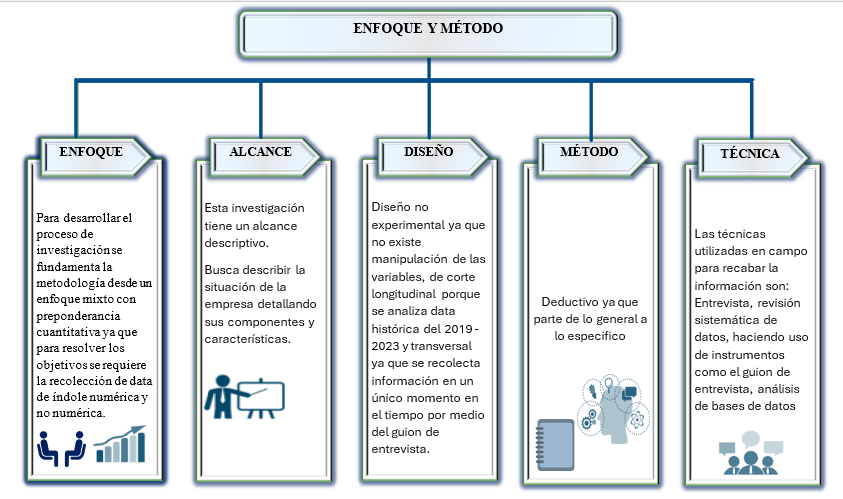 ENFOQUE Y MÉTODO
ENFOQUE
Para desarrollar el
proceso de
investigación se
fundamenta la
metodología desde un
enfoque mixto con
preponderancia
cuantitativa ya que
para resolver los
objetivos se requiere
la recolección de data
de índole numérica y
no numérica.
ALCANCE
Esta investigación
tiene un alcance
descriptivo.
Busca describir la
situación de la
empresa detallando
sus componentes y
características.
DISEÑO
Diseño no
experimental ya que
no existe
manipulación de las
variables, de corte
longitudinal porque
se analiza data
histórica del 2019-
2023 y transversal
ya que se recolecta
información en un
único momento en
el tiempo por medio
del guion de
entrevista.
MÉTODO
Deductivo ya que
parte de lo general a
lo especifico
TÉCNICA
Las técnicas
utilizadas en campo
para recabar la
información son:
Entrevista, revisión
sistemática de
datos, haciendo uso
de instrumentos
como el guion de
entrevista, análisis
de bases de datos